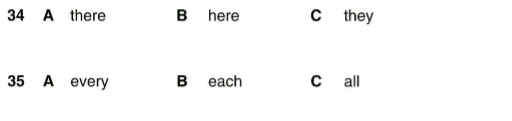 34 A there B here C they
35 A every B each C all